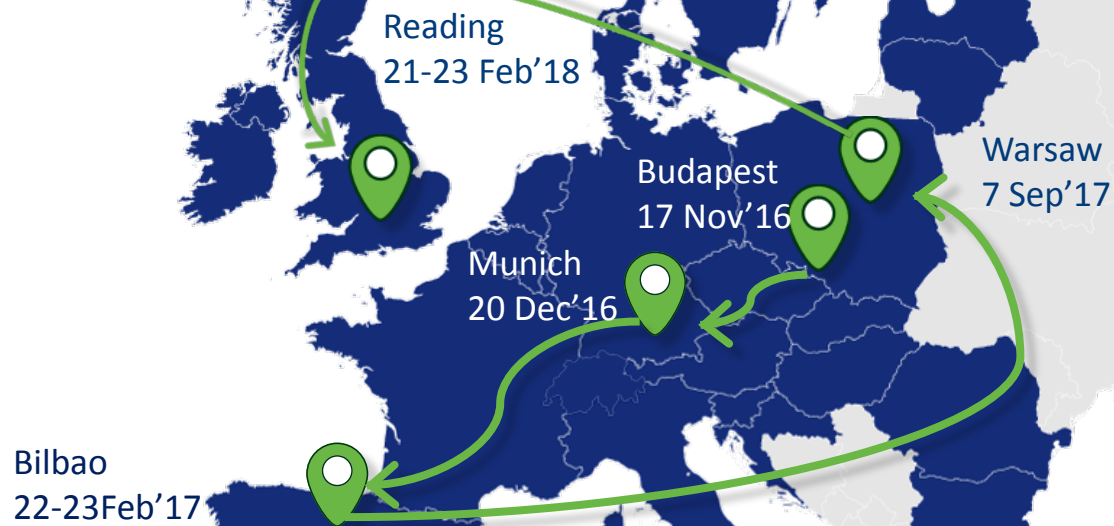 Reading
21-23 Feb'18
Warsaw
7 Sep'17
Budapest
17 Nov'16
Munich
20 Dec'16
Bilbao
22-23Feb'17